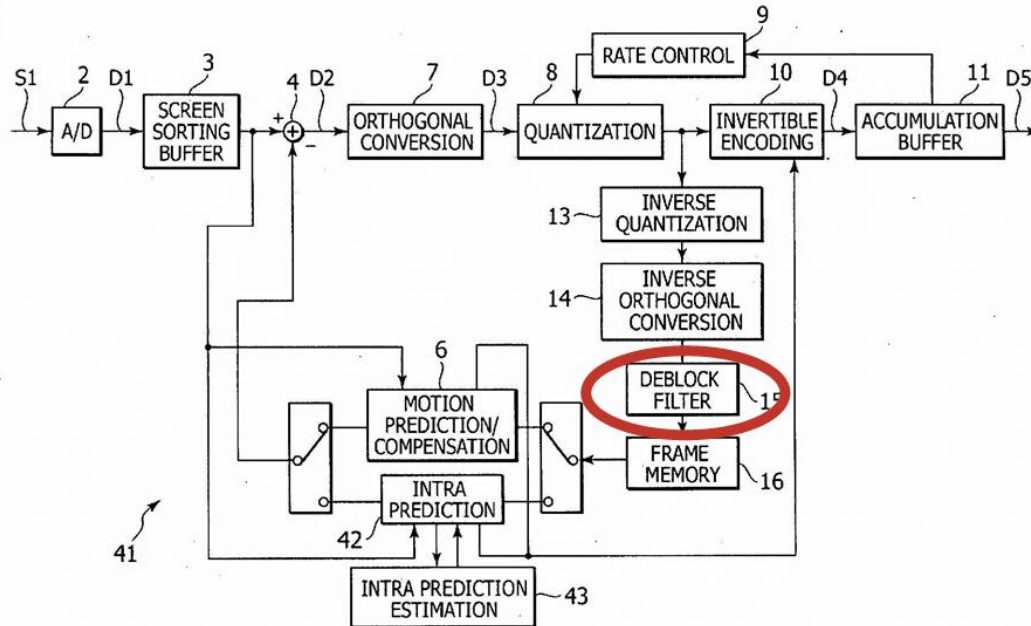 9
RATE CONTROL
S1
2
D1
3
4
D2
7
D3
8
10
D4
11
D5
A/D
SCREEN
SORTING
BUFFER
+
−
ORTHOGONAL
CONVERSION
QUANTIZATION
INVERTIBLE
ENCODING
ACCUMULATION
BUFFER
13
INVERSE
QUANTIZATION
14
INVERSE
ORTHOGONAL
CONVERSION
6
MOTION
PREDICTION/
COMPENSATION
DEBLOCK
FILTER
15
FRAME
MEMORY
16
INTRA
PREDICTION
42
41
INTRA PREDICTION
ESTIMATION
43